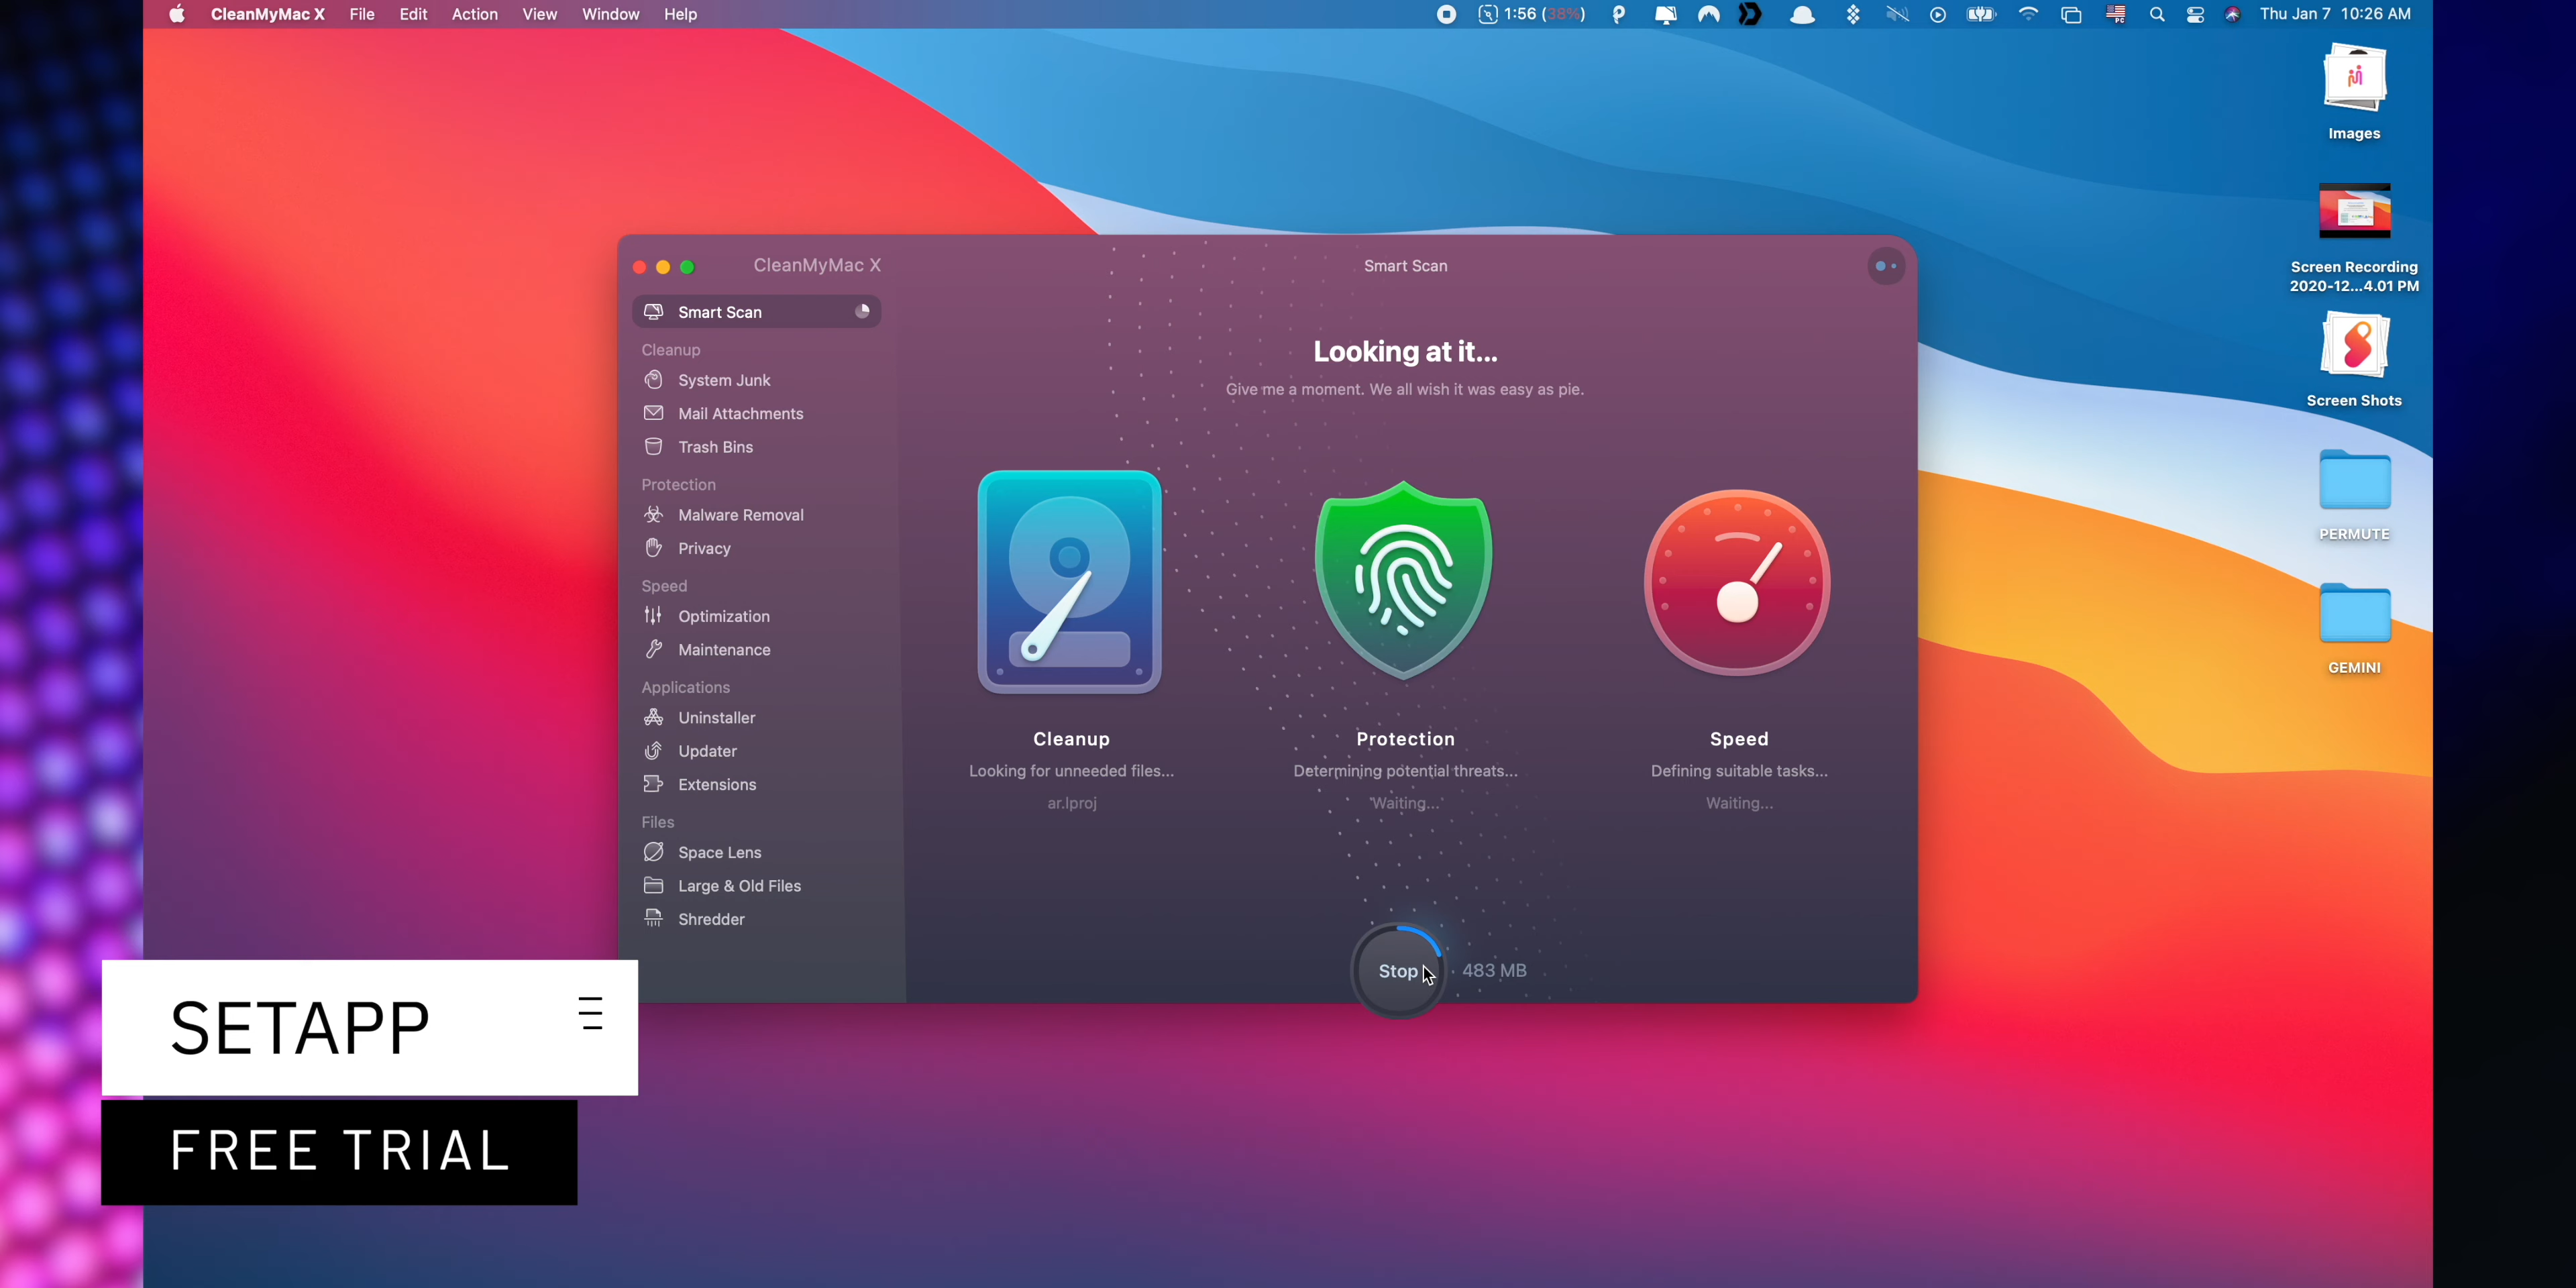 CleanMyMac X File Edit Action View Window Help 1:56 (38%) Thu Jan 7 10:26 AM
Images
Screen Recording
2020-12...4.01 PM
Screen Shots
PERMUTE
GEMINI
CleanMyMac X
Smart Scan
Smart Scan
Cleanup
System Junk
Mail Attachments
Trash Bins
Protection
Malware Removal
Privacy
Speed
Optimization
Maintenance
Applications
Uninstaller
Updater
Extensions
Files
Space Lens
Large & Old Files
Shredder
Looking at it...
Give me a moment. We all wish it was easy as pie.
Cleanup
Looking for unneeded files...
ar.lproj
Protection
Determining potential threats...
Waiting...
Speed
Defining suitable tasks...
Waiting...
Stop 483 MB
SETAPP
FREE TRIAL